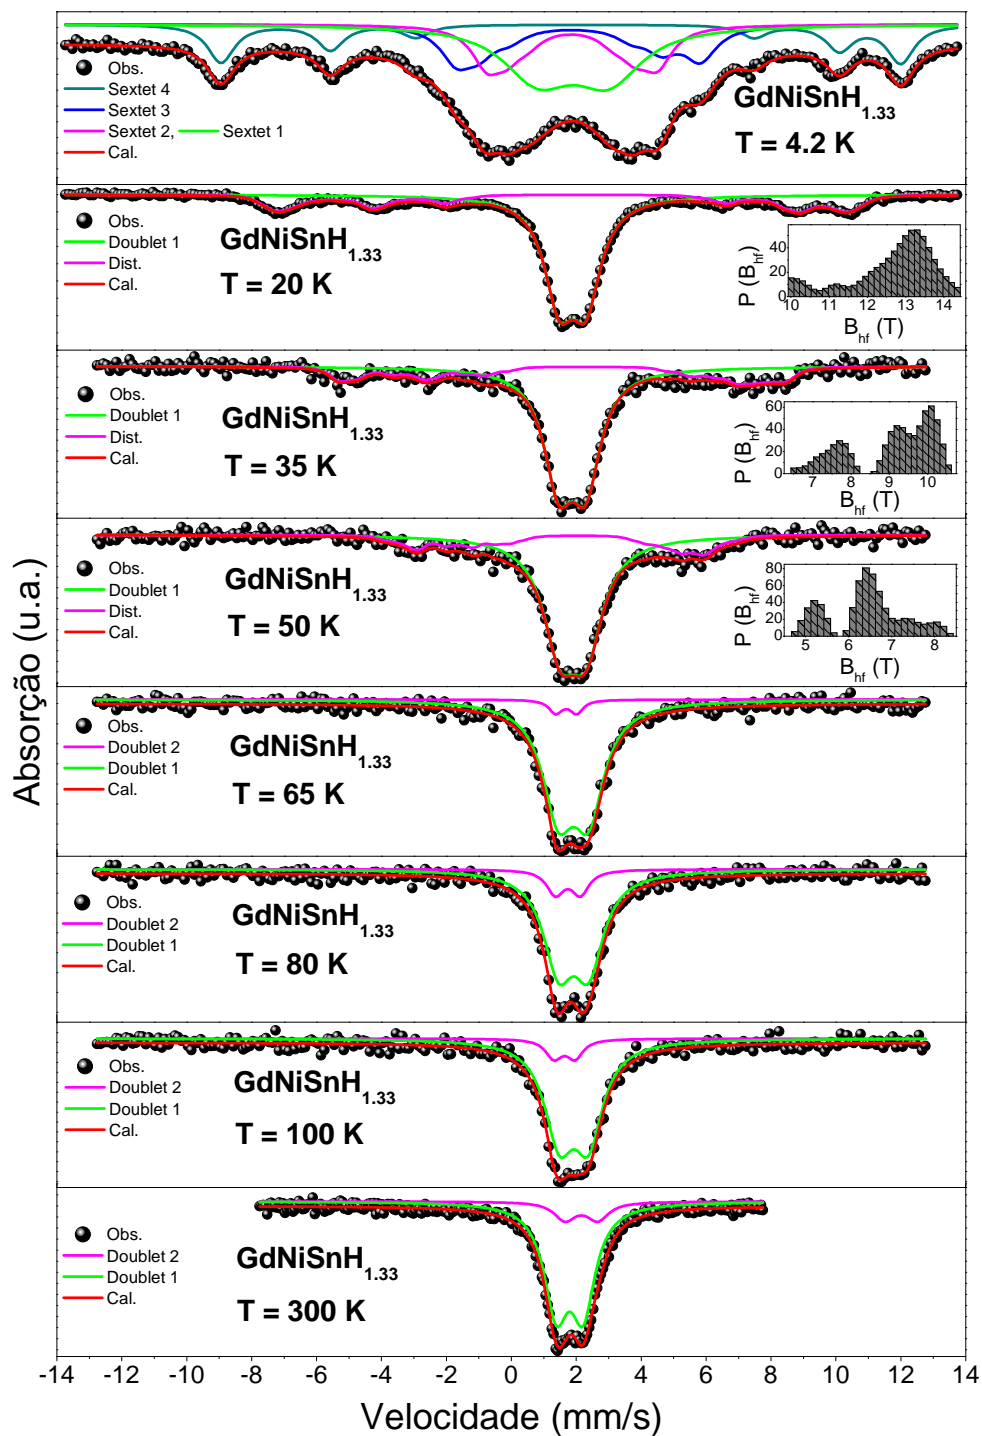 Obs.
Sextet 4
Sextet 3
Sextet 2, Sextet 1
Cal.
GdNiSnH1.33
T = 4.2 K
Obs.
Doublet 1
Dist.
Cal.
GdNiSnH1.33
T = 20 K
P (Bhf)
40
20
0
10 11 12 13 14
Bhf (T)
Obs.
Doublet 1
Dist.
Cal.
GdNiSnH1.33
T = 35 K
P (Bhf)
60
40
20
0
7 8 9 10
Bhf (T)
Obs.
Doublet 1
Dist.
Cal.
GdNiSnH1.33
T = 50 K
P (Bhf)
80
60
40
20
0
5 6 7 8
Bhf (T)
Obs.
Doublet 2
Doublet 1
Cal.
GdNiSnH1.33
T = 65 K
Obs.
Doublet 2
Doublet 1
Cal.
GdNiSnH1.33
T = 80 K
Obs.
Doublet 2
Doublet 1
Cal.
GdNiSnH1.33
T = 100 K
Obs.
Doublet 2
Doublet 1
Cal.
GdNiSnH1.33
T = 300 K
Absorção (u.a.)
-14 -12 -10 -8 -6 -4 -2 0 2 4 6 8 10 12 14
Velocidade (mm/s)